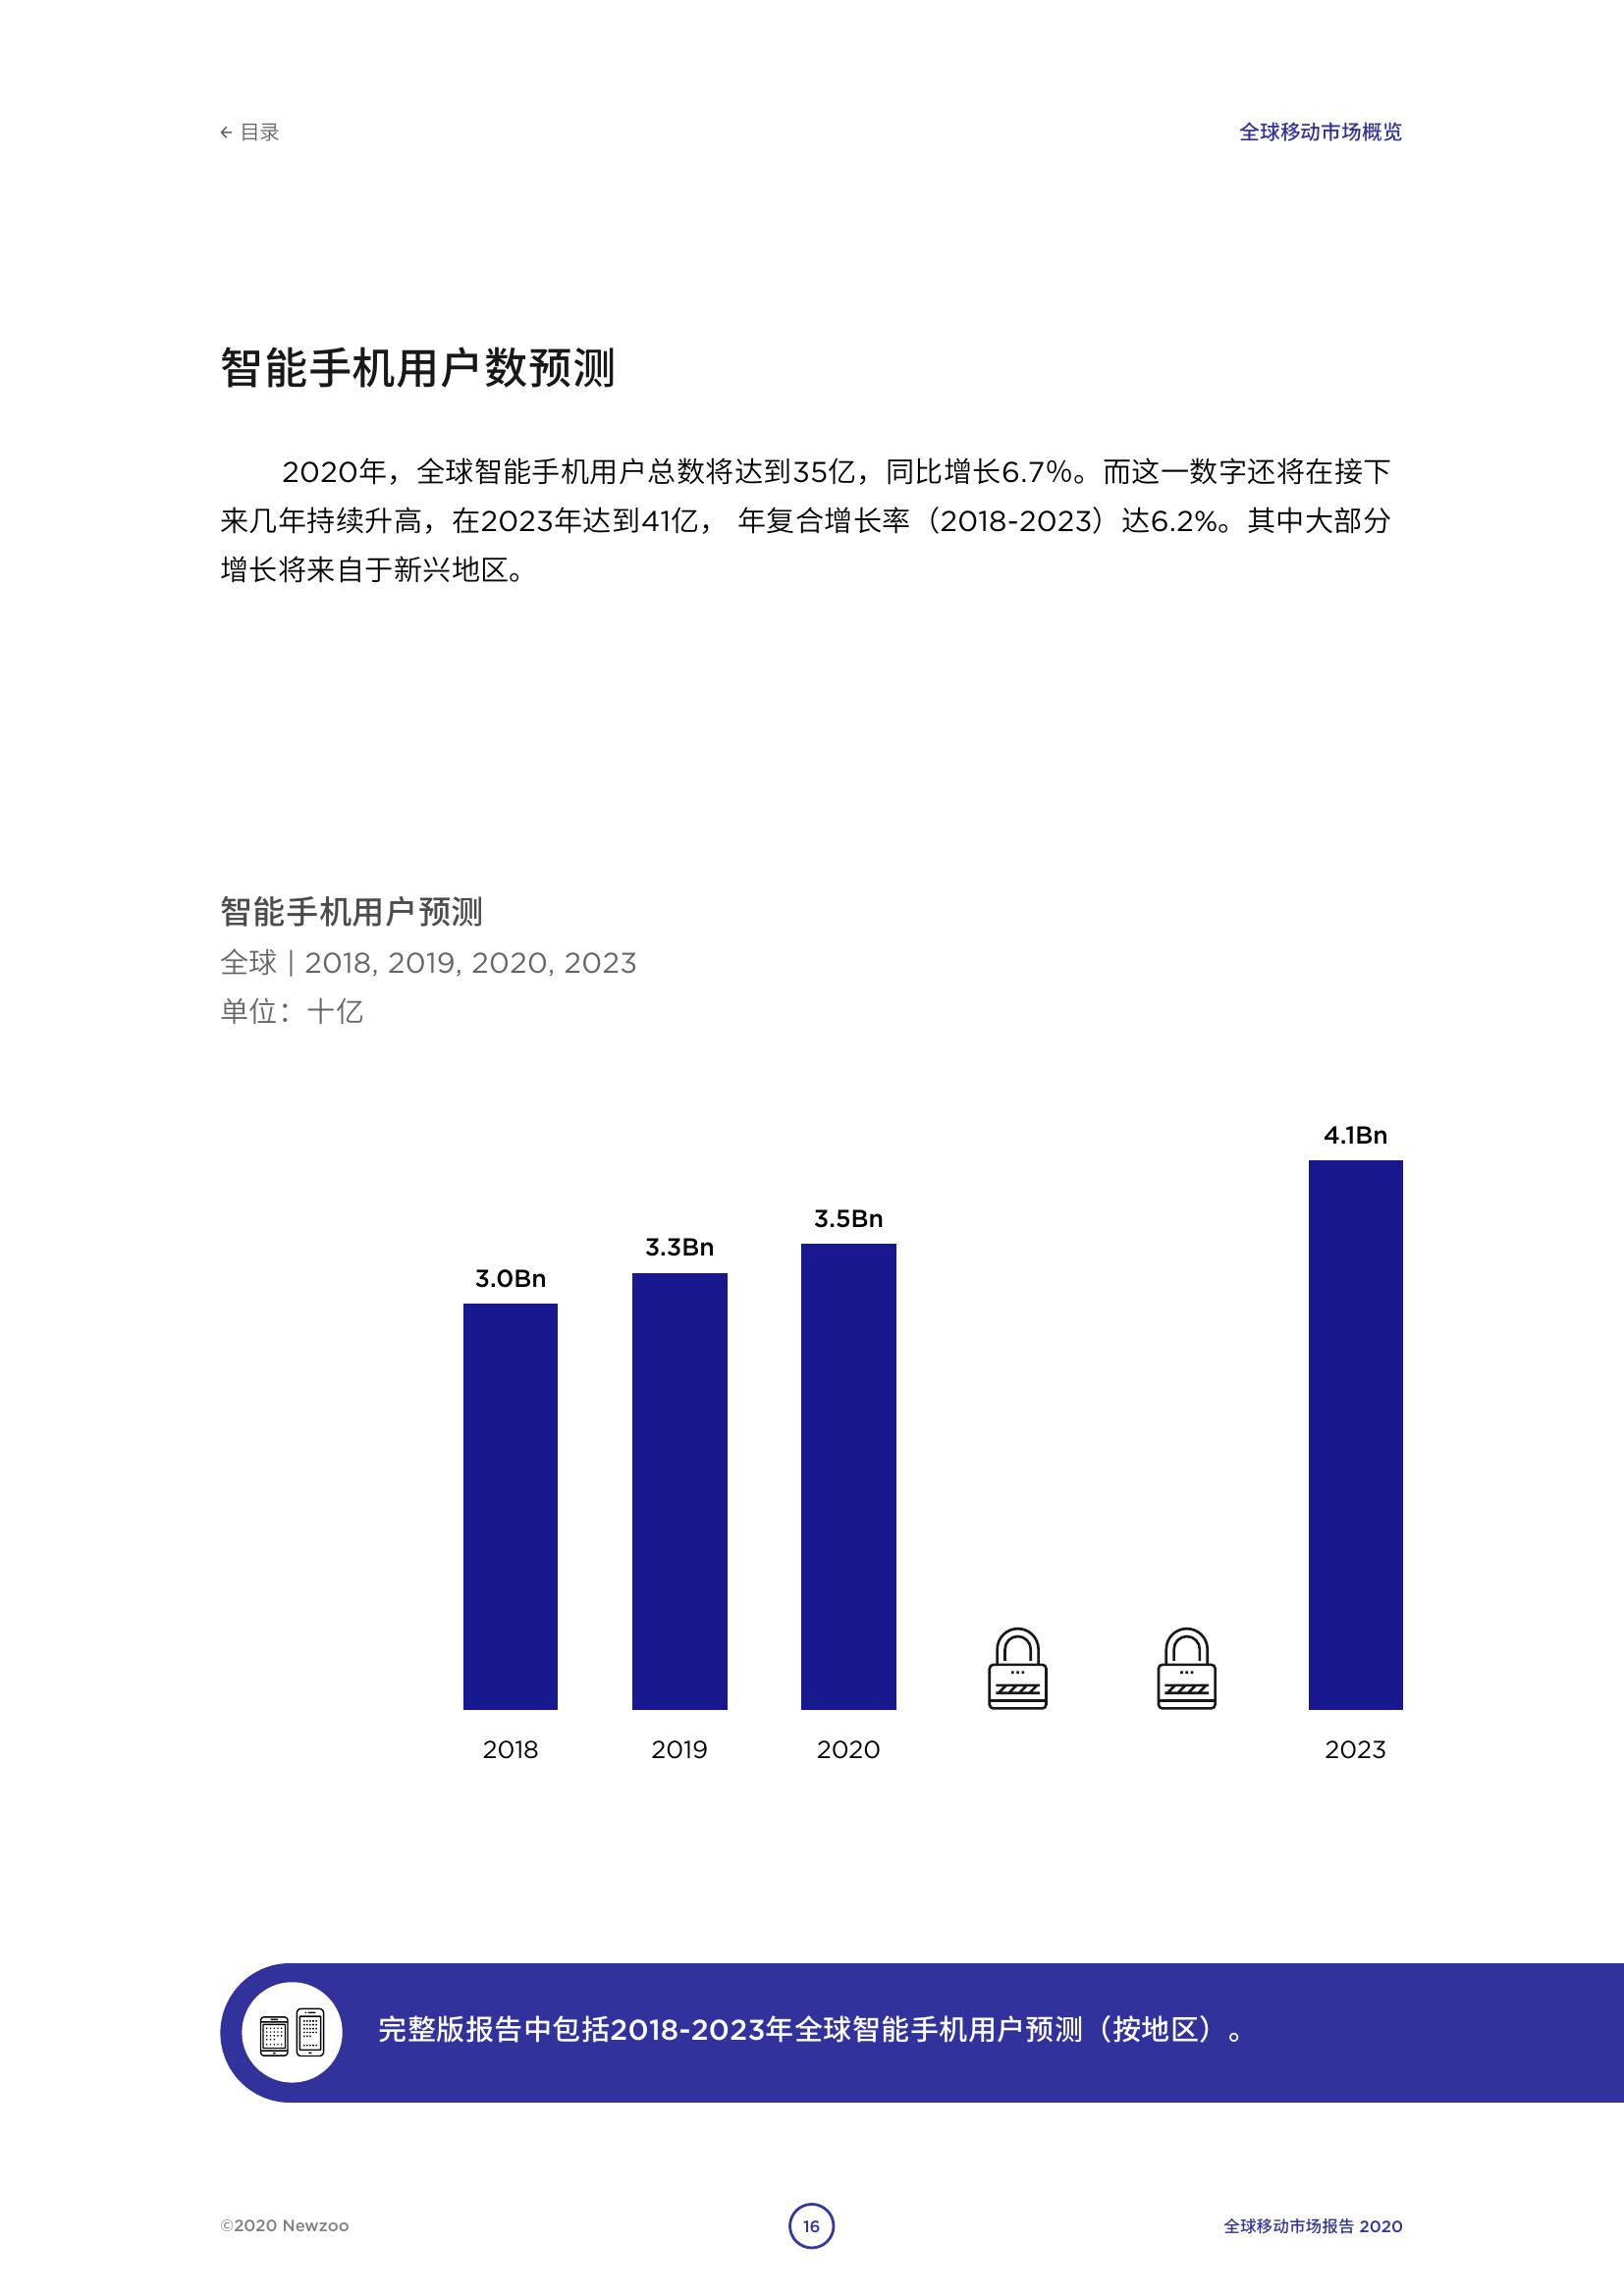 ← 目录
全球移动市场概览
智能手机用户数预测
2020年，全球智能手机用户总数将达到35亿，同比增长6.7%。而这一数字还将在接下
来几年持续升高，在2023年达到41亿， 年复合增长率（2018-2023）达6.2%。其中大部分
增长将来自于新兴地区。
智能手机用户预测
全球 | 2018, 2019, 2020, 2023
单位：十亿
3.0Bn
3.3Bn
3.5Bn
4.1Bn
2018
2019
2020
2023
完整版报告中包括2018-2023年全球智能手机用户预测（按地区）。
©2020 Newzoo
16
全球移动市场报告 2020